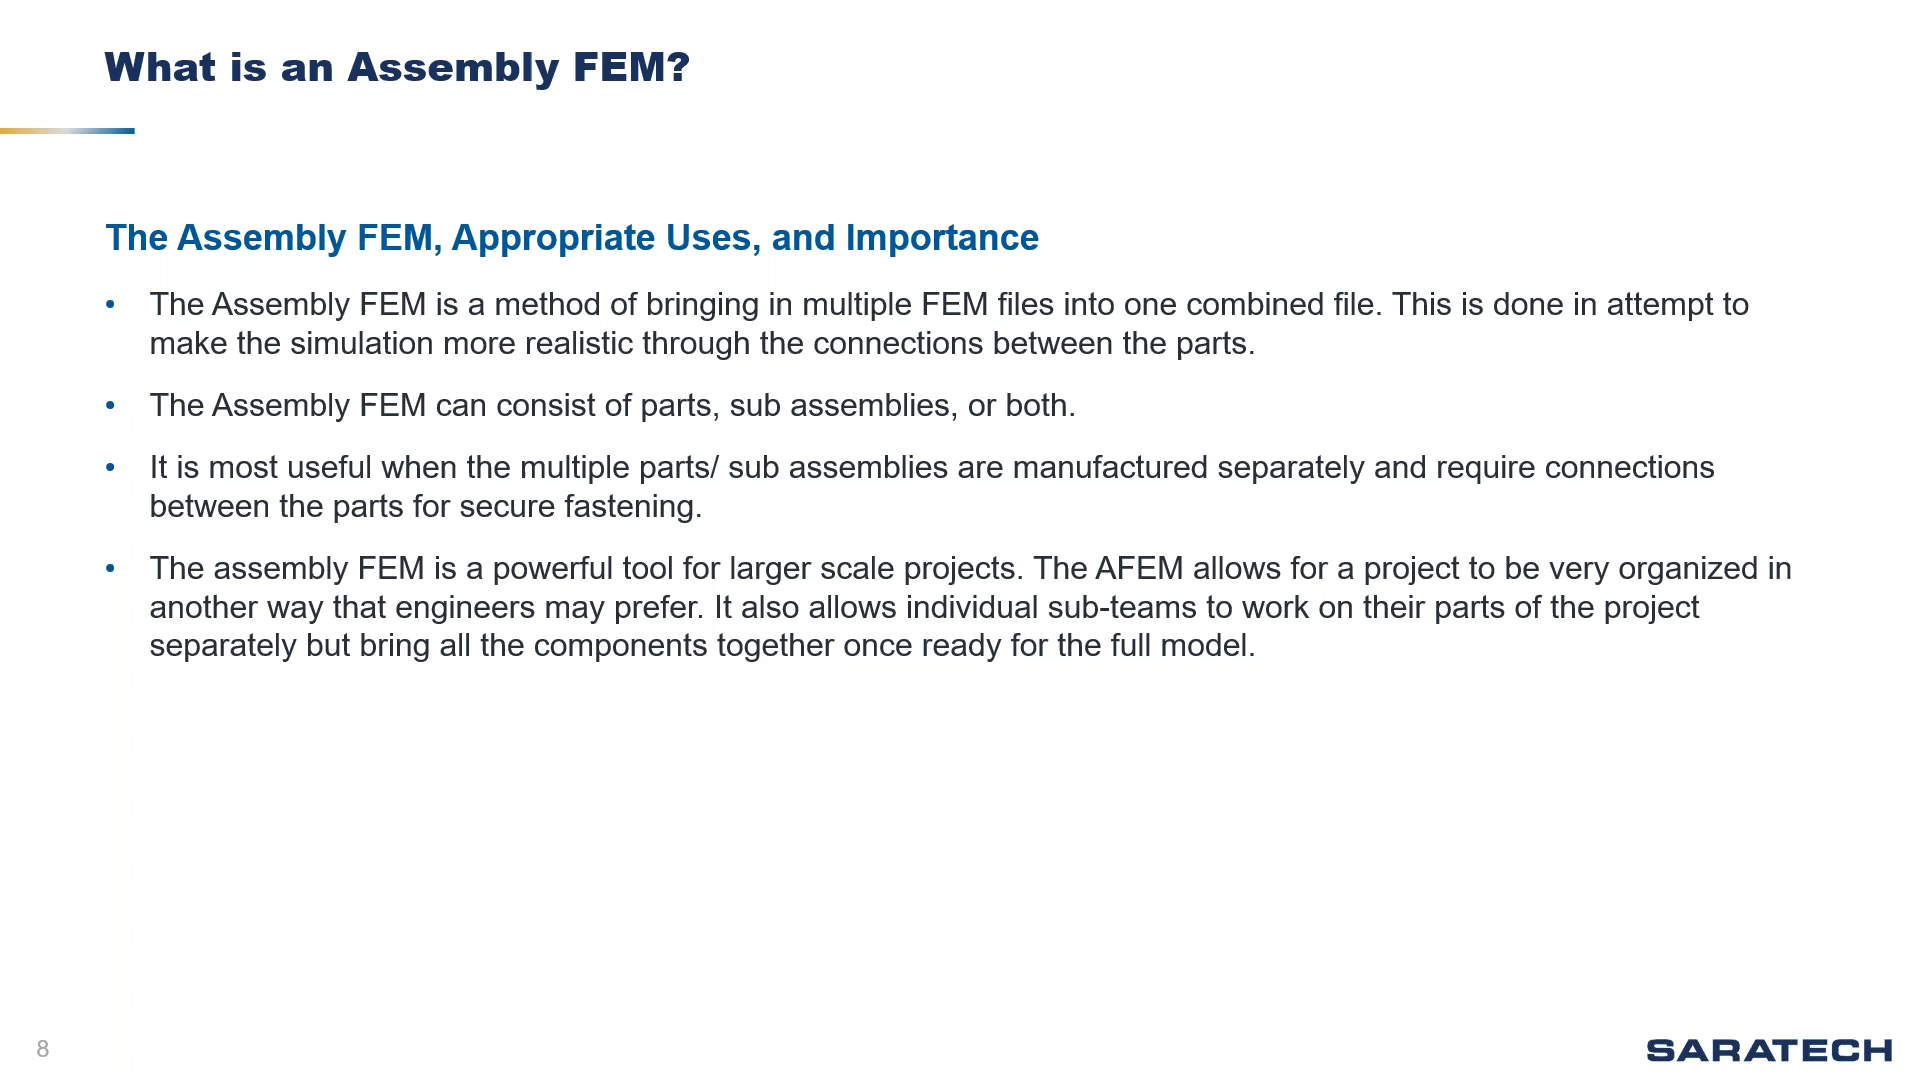 What is an Assembly FEM?
The Assembly FEM, Appropriate Uses, and Importance
• The Assembly FEM is a method of bringing in multiple FEM files into one combined file. This is done in attempt to
make the simulation more realistic through the connections between the parts.
• The Assembly FEM can consist of parts, sub assemblies, or both.
• It is most useful when the multiple parts/ sub assemblies are manufactured separately and require connections
between the parts for secure fastening.
• The assembly FEM is a powerful tool for larger scale projects. The AFEM allows for a project to be very organized in
another way that engineers may prefer. It also allows individual sub-teams to work on their parts of the project
separately but bring all the components together once ready for the full model.
8
SARATECH